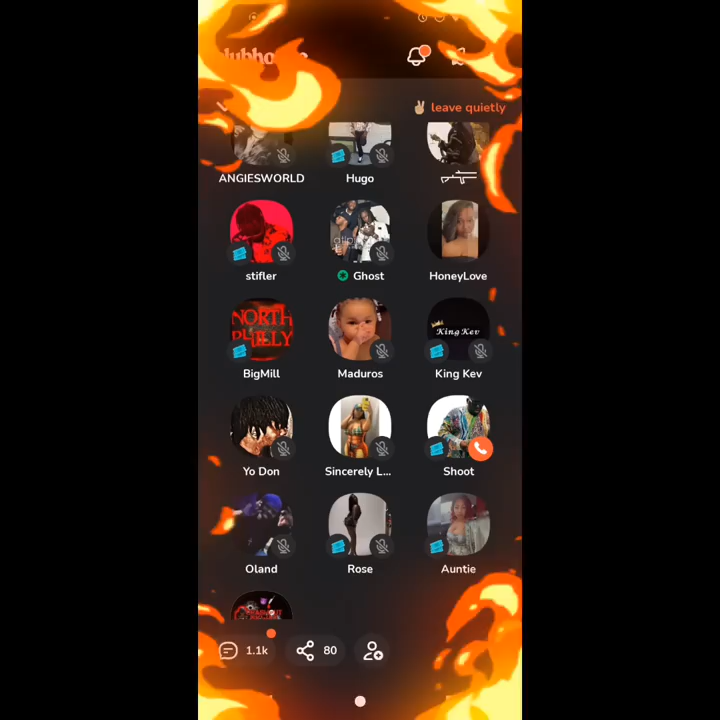 clubhouse
✌🏼 leave quietly
ANGIESWORLD Hugo
stifler Ghost HoneyLove
NORTH
PHILLY
King Kev
BigMill Maduros King Kev
Yo Don Sincerely L... Shoot
Oland Rose Auntie
1.1k 80